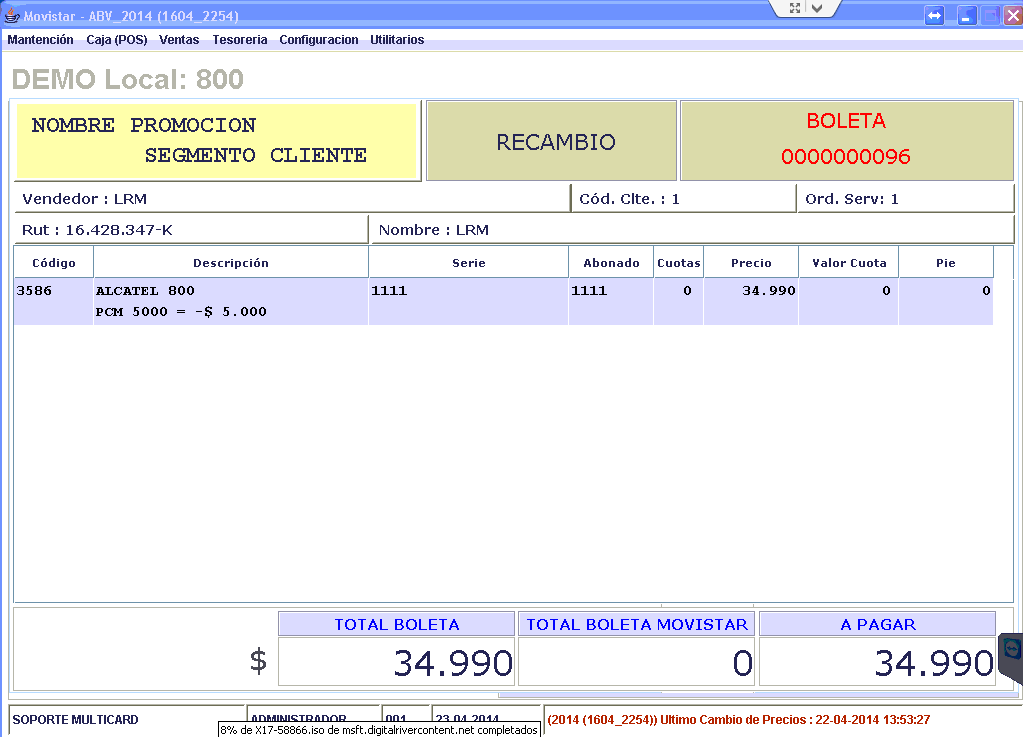 Movistar - ABV_2014 (1604_2254)
Mantención Caja (POS) Ventas Tesoreria Configuracion Utilitarios
DEMO Local: 800
NOMBRE PROMOCION
SEGMENTO CLIENTE
RECAMBIO
BOLETA
0000000096
Vendedor : LRM Cód. Clte. : 1 Ord. Serv: 1
Rut : 16.428.347-K Nombre : LRM
Código Descripción Serie Abonado Cuotas Precio Valor Cuota Pie
3586 ALCATEL 800 1111 1111 0 34.990 0 0
PCM 5000 = -$ 5.000
TOTAL BOLETA TOTAL BOLETA MOVISTAR A PAGAR
$ 34.990 0 34.990
SOPORTE MULTICARD ADMINISTRADOR 001 23 04 2014 (2014 (1604_2254)) Ultimo Cambio de Precios : 22-04-2014 13:53:27
8% de X17-58866.iso de msft.digitalrivercontent.net completados